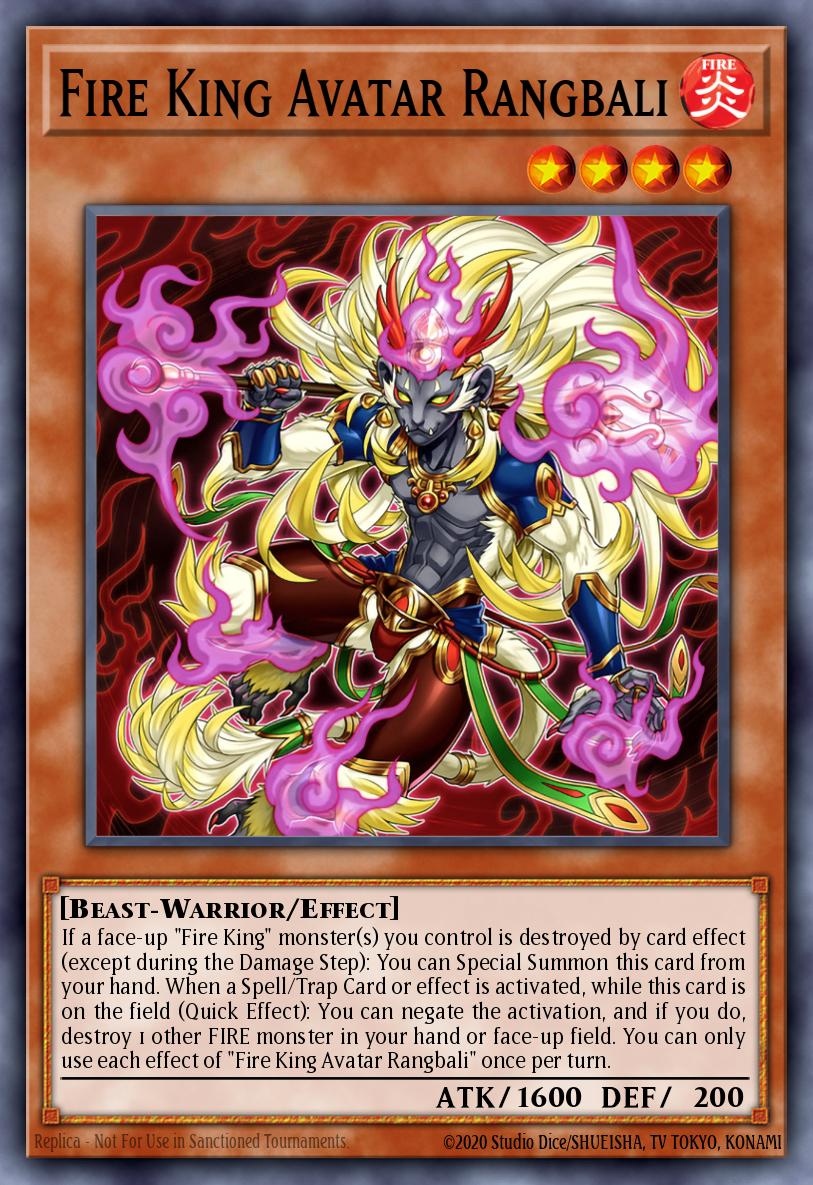 Fire King Avatar Rangbali
FIRE
炎
[Beast-Warrior/Effect]
If a face-up "Fire King" monster(s) you control is destroyed by card effect
(except during the Damage Step): You can Special Summon this card from
your hand. When a Spell/Trap Card or effect is activated, while this card is
on the field (Quick Effect): You can negate the activation, and if you do,
destroy 1 other FIRE monster in your hand or face-up field. You can only
use each effect of "Fire King Avatar Rangbali" once per turn.
ATK/1600 DEF/ 200
Replica - Not For Use in Sanctioned Tournaments.
©2020 Studio Dice/SHUEISHA, TV TOKYO, KONAMI